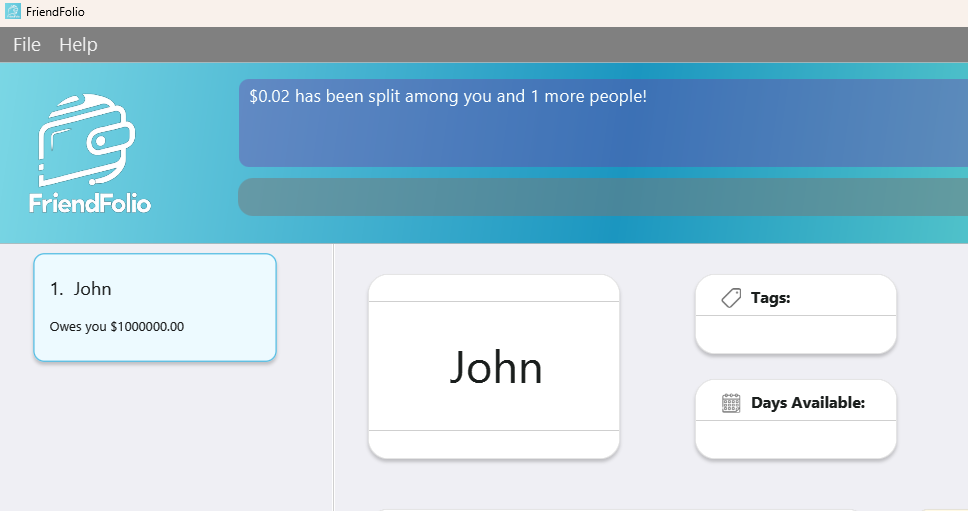 FriendFolio
File Help
$0.02 has been split among you and 1 more people!
FriendFolio
1. John
Owes you $1000000.00
John
Tags:
Days Available: